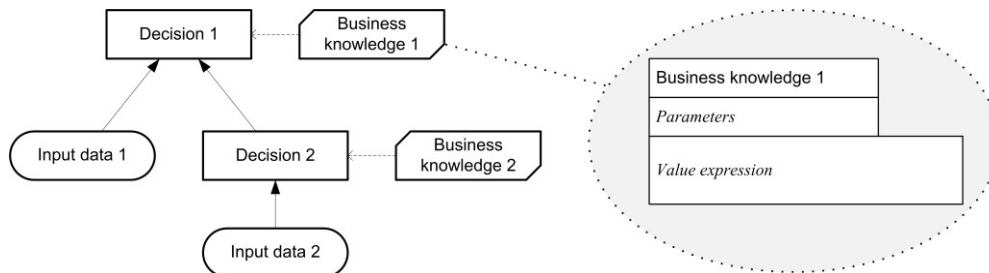 Decision 1
Business
knowledge 1
Input data 1
Decision 2
Business
knowledge 2
Input data 2
Business knowledge 1
Parameters
Value expression